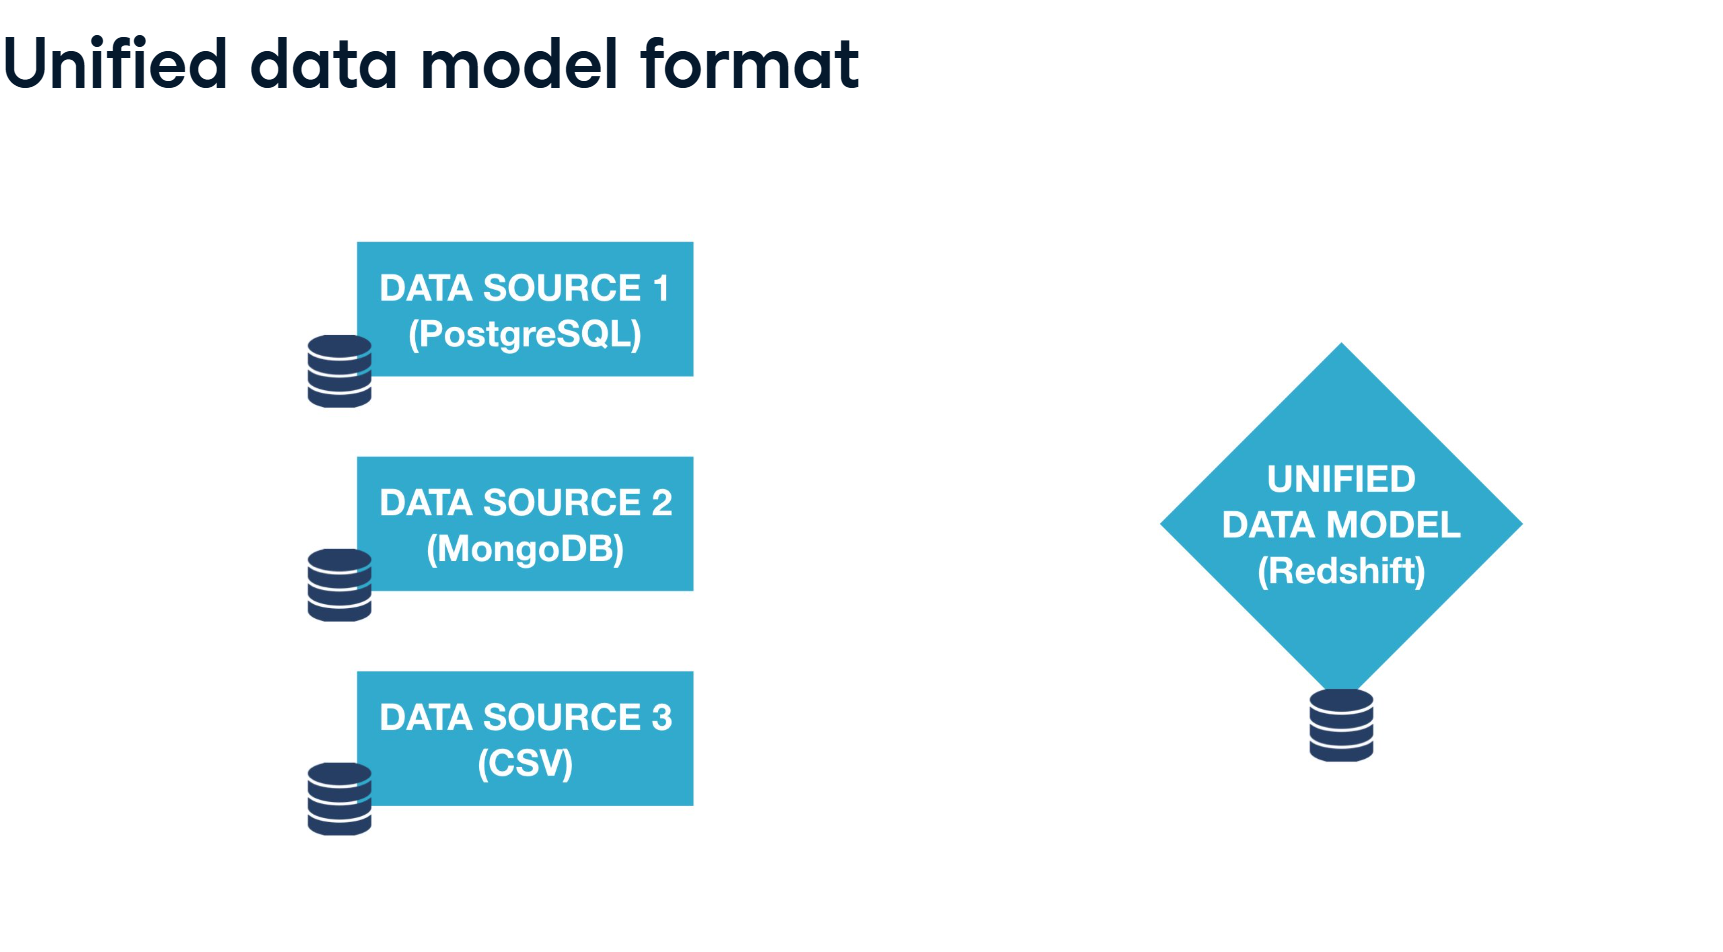 Unified data model format
DATA SOURCE 1
(PostgreSQL)
DATA SOURCE 2
(MongoDB)
DATA SOURCE 3
(CSV)
UNIFIED
DATA MODEL
(Redshift)